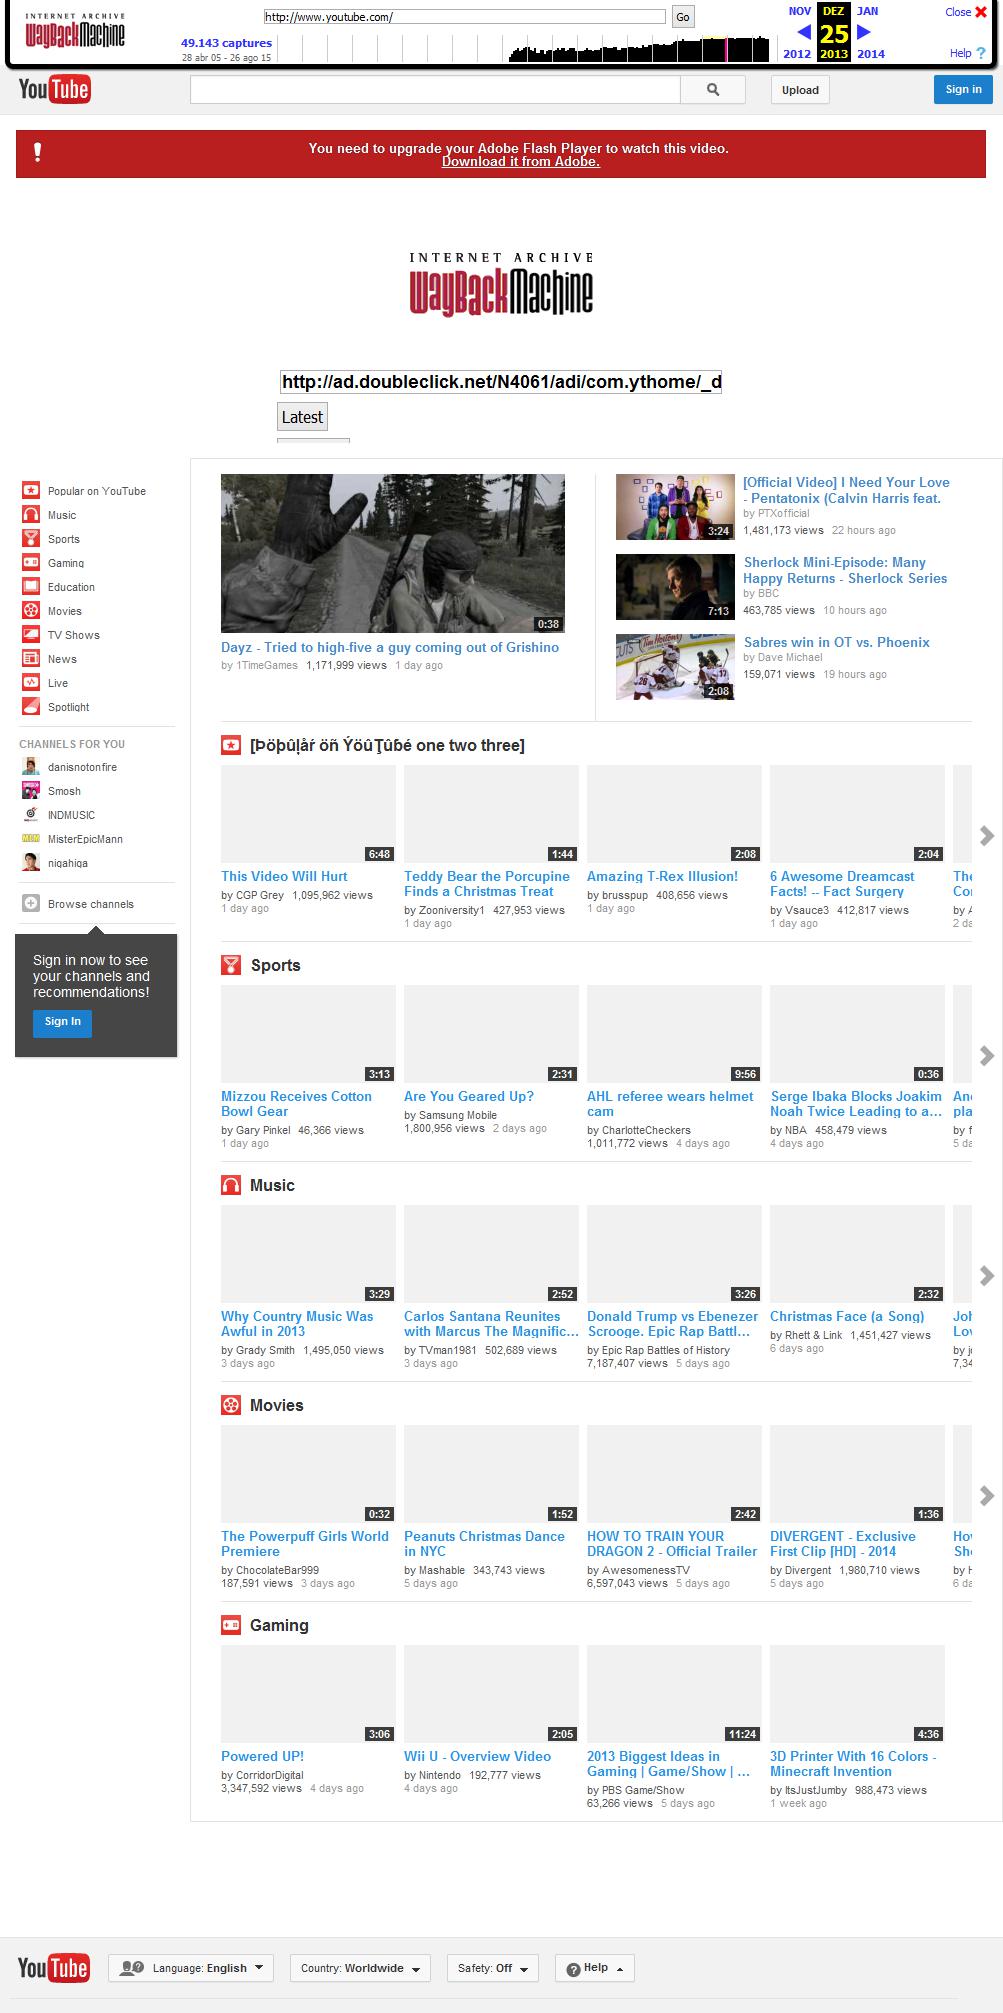 INTERNET ARCHIVE
WayBackMachine
http://www.youtube.com/
Go
49.143 captures
28 abr 05 - 26 ago 15
NOV DEZ JAN
25
2012 2013 2014
Close
Help ?
YouTube
Upload
Sign in
You need to upgrade your Adobe Flash Player to watch this video.
Download it from Adobe.
INTERNET ARCHIVE
WayBackMachine
http://ad.doubleclick.net/N4061/adi/com.ythome/_d
Latest
Popular on YouTube
Music
Sports
Gaming
Education
Movies
TV Shows
News
Live
Spotlight
CHANNELS FOR YOU
danisnotonfire
Smosh
INDMUSIC
MisterEpicMann
nigahiga
Browse channels
Sign in now to see
your channels and
recommendations!
Sign In
0:38
Dayz - Tried to high-five a guy coming out of Grishino
by 1TimeGames 1,171,999 views 1 day ago
3:24
[Official Video] I Need Your Love
- Pentatonix (Calvin Harris feat.
by PTXofficial
1,481,173 views 22 hours ago
7:13
Sherlock Mini-Episode: Many
Happy Returns - Sherlock Series
by BBC
463,785 views 10 hours ago
2:08
Sabres win in OT vs. Phoenix
by Dave Michael
159,071 views 19 hours ago
[Þöþûļåŕ öñ ÝöûŢûƀé one two three]
6:48
This Video Will Hurt
by CGP Grey 1,095,962 views
1 day ago
1:44
Teddy Bear the Porcupine
Finds a Christmas Treat
by Zooniversity1 427,953 views
1 day ago
2:08
Amazing T-Rex Illusion!
by brusspup 408,656 views
1 day ago
2:04
6 Awesome Dreamcast
Facts! -- Fact Surgery
by Vsauce3 412,817 views
1 day ago
Sports
3:13
Mizzou Receives Cotton
Bowl Gear
by Gary Pinkel 46,366 views
1 day ago
2:31
Are You Geared Up?
by Samsung Mobile
1,800,956 views 2 days ago
9:56
AHL referee wears helmet
cam
by CharlotteCheckers
1,011,772 views 4 days ago
0:36
Serge Ibaka Blocks Joakim
Noah Twice Leading to a...
by NBA 458,479 views
4 days ago
Music
3:29
Why Country Music Was
Awful in 2013
by Grady Smith 1,495,050 views
3 days ago
2:52
Carlos Santana Reunites
with Marcus The Magnific...
by TVman1981 502,689 views
3 days ago
3:26
Donald Trump vs Ebenezer
Scrooge. Epic Rap Battl...
by Epic Rap Battles of History
7,187,407 views 5 days ago
2:32
Christmas Face (a Song)
by Rhett & Link 1,451,427 views
6 days ago
Movies
0:32
The Powerpuff Girls World
Premiere
by ChocolateBar999
187,591 views 3 days ago
1:52
Peanuts Christmas Dance
in NYC
by Mashable 343,743 views
5 days ago
2:42
HOW TO TRAIN YOUR
DRAGON 2 - Official Trailer
by AwesomenessTV
6,597,043 views 5 days ago
1:36
DIVERGENT - Exclusive
First Clip [HD] - 2014
by Divergent 1,980,710 views
5 days ago
Gaming
3:06
Powered UP!
by CorridorDigital
3,347,592 views 4 days ago
2:05
Wii U - Overview Video
by Nintendo 192,777 views
4 days ago
11:24
2013 Biggest Ideas in
Gaming | Game/Show | ...
by PBS Game/Show
63,266 views 5 days ago
4:36
3D Printer With 16 Colors -
Minecraft Invention
by ItsJustJumby 988,473 views
1 week ago
YouTube
Language: English
Country: Worldwide
Safety: Off
Help